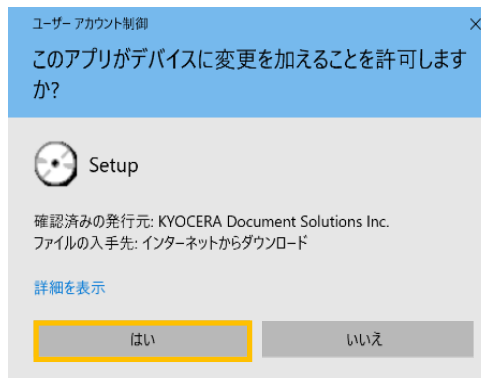 ユーザー アカウント制御
×
このアプリがデバイスに変更を加えることを許可します
か?
Setup
確認済みの発行元: KYOCERA Document Solutions Inc.
ファイルの入手先: インターネットからダウンロード
詳細を表示
はい
いいえ